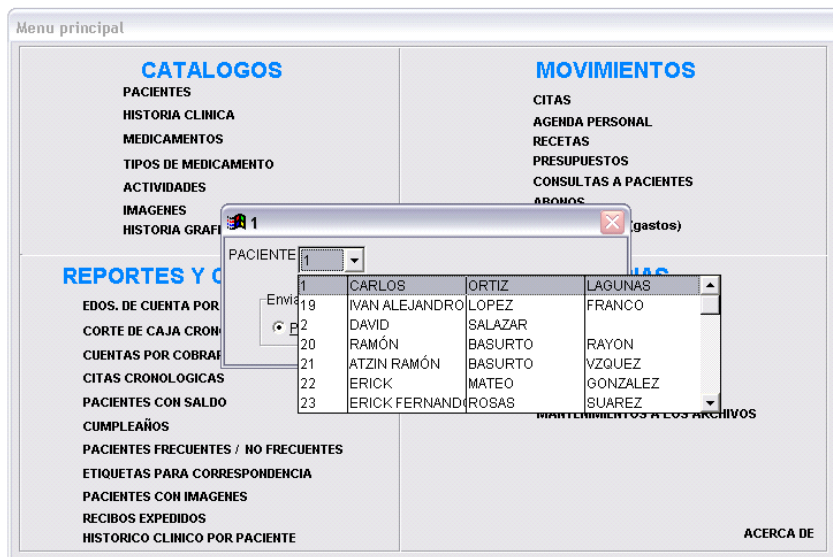 Menu principal
CATALOGOS
PACIENTES
HISTORIA CLINICA
MEDICAMENTOS
TIPOS DE MEDICAMENTO
ACTIVIDADES
IMAGENES
HISTORIA GRAFI
MOVIMIENTOS
CITAS
AGENDA PERSONAL
RECETAS
PRESUPUESTOS
CONSULTAS A PACIENTES
ABONOS
(gastos)
1
PACIENTE 1
1 CARLOS ORTIZ LAGUNAS
19 IVAN ALEJANDRO LOPEZ FRANCO
2 DAVID SALAZAR
20 RAMÓN BASURTO RAYON
21 ATZIN RAMÓN BASURTO VZQUEZ
22 ERICK MATEO GONZALEZ
23 ERICK FERNAND ROSAS SUAREZ
Envia
P
REPORTES Y C
EDOS. DE CUENTA POR
CORTE DE CAJA CRON
CUENTAS POR COBRAR
CITAS CRONOLOGICAS
PACIENTES CON SALDO
CUMPLEAÑOS
PACIENTES FRECUENTES / NO FRECUENTES
ETIQUETAS PARA CORRESPONDENCIA
PACIENTES CON IMAGENES
RECIBOS EXPEDIDOS
HISTORICO CLINICO POR PACIENTE
MANTENIMIENTOS A LOS ARCHIVOS
ACERCA DE